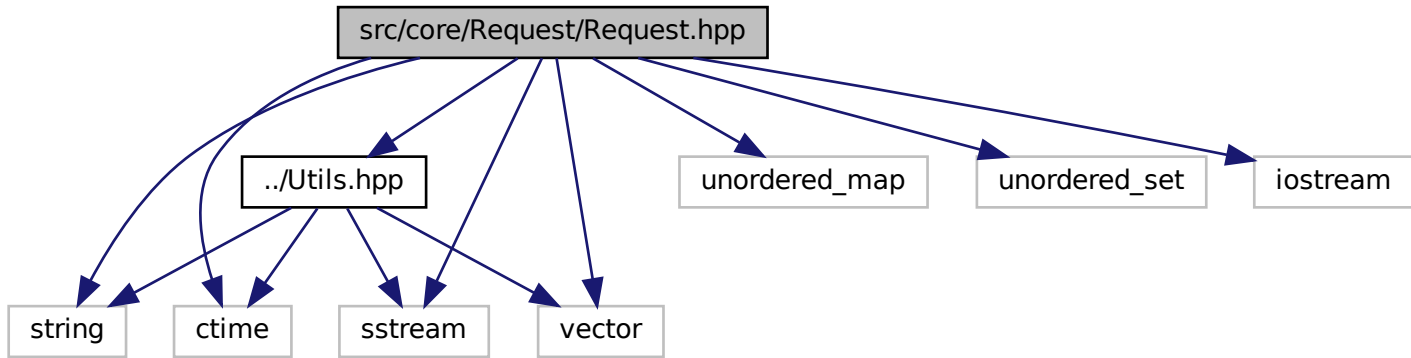 src/core/Request/Request.hpp
../Utils.hpp
unordered_map
unordered_set
iostream
string
ctime
sstream
vector